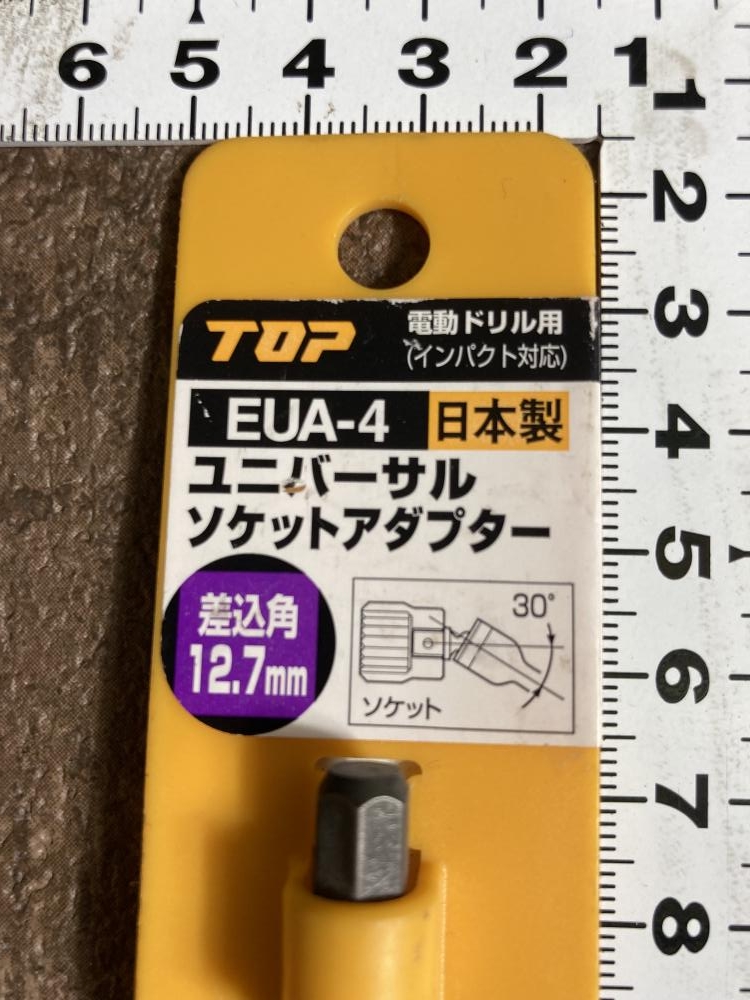 6 5 4 3 2 1
1
2
3
4
5
6
7
8
TOP
電動ドリル用
(インパクト対応)
EUA-4
日本製
ユニバーサル
ソケットアダプター
差込角
12.7mm
30°
ソケット